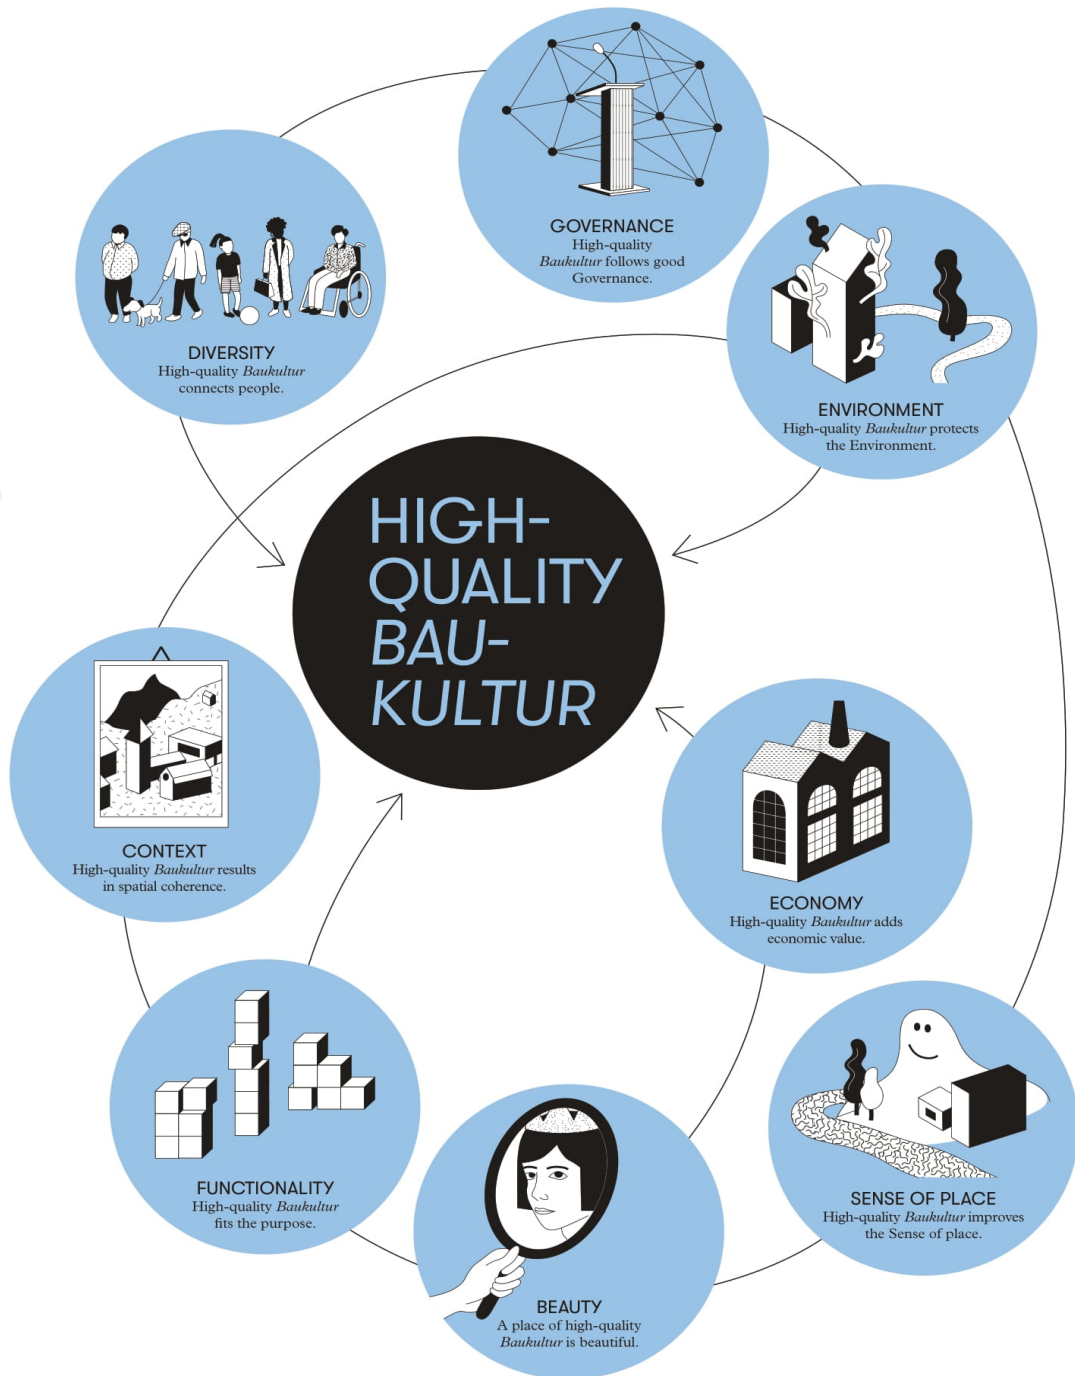 GOVERNANCE
High-quality
Baukultur follows good
Governance.
DIVERSITY
High-quality Baukultur
connects people.
ENVIRONMENT
High-quality Baukultur protects
the Environment.
HIGH-
QUALITY
BAU-
KULTUR
CONTEXT
High-quality Baukultur results
in spatial coherence.
ECONOMY
High-quality Baukultur adds
economic value.
FUNCTIONALITY
High-quality Baukultur
fits the purpose.
SENSE OF PLACE
High-quality Baukultur improves
the Sense of place.
BEAUTY
A place of high-quality
Baukultur is beautiful.